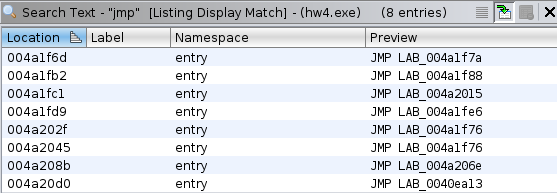 Search Text - "jmp" [Listing Display Match] - (hw4.exe) (8 entries)
Location Label Namespace Preview
004a1f6d entry JMP LAB_004a1f7a
004a1fb2 entry JMP LAB_004a1f88
004a1fc1 entry JMP LAB_004a2015
004a1fd9 entry JMP LAB_004a1fe6
004a202f entry JMP LAB_004a1f76
004a2045 entry JMP LAB_004a1f76
004a208b entry JMP LAB_004a206e
004a20d0 entry JMP LAB_0040ea13